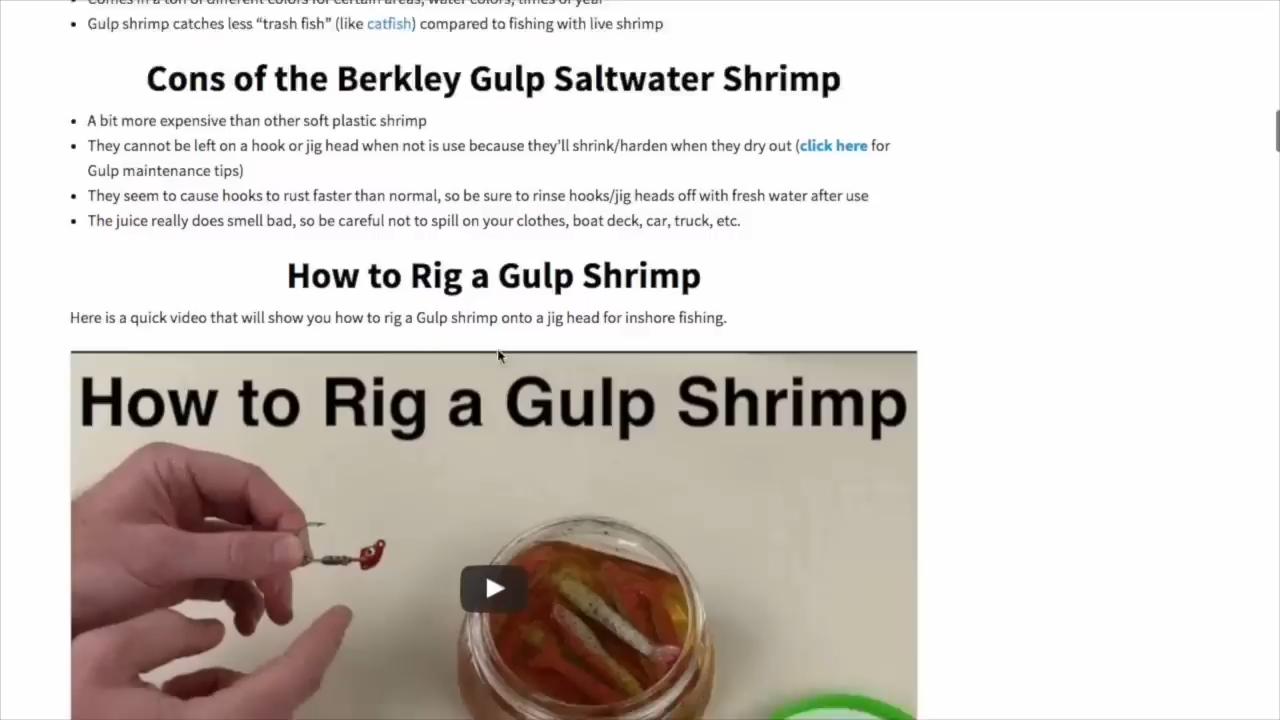 Comes in a ton of different colors for certain areas, water colors, times of year
Gulp shrimp catches less “trash fish” (like catfish) compared to fishing with live shrimp
Cons of the Berkley Gulp Saltwater Shrimp
A bit more expensive than other soft plastic shrimp
They cannot be left on a hook or jig head when not is use because they’ll shrink/harden when they dry out (click here for
Gulp maintenance tips)
They seem to cause hooks to rust faster than normal, so be sure to rinse hooks/jig heads off with fresh water after use
The juice really does smell bad, so be careful not to spill on your clothes, boat deck, car, truck, etc.
How to Rig a Gulp Shrimp
Here is a quick video that will show you how to rig a Gulp shrimp onto a jig head for inshore fishing.
How to Rig a Gulp Shrimp